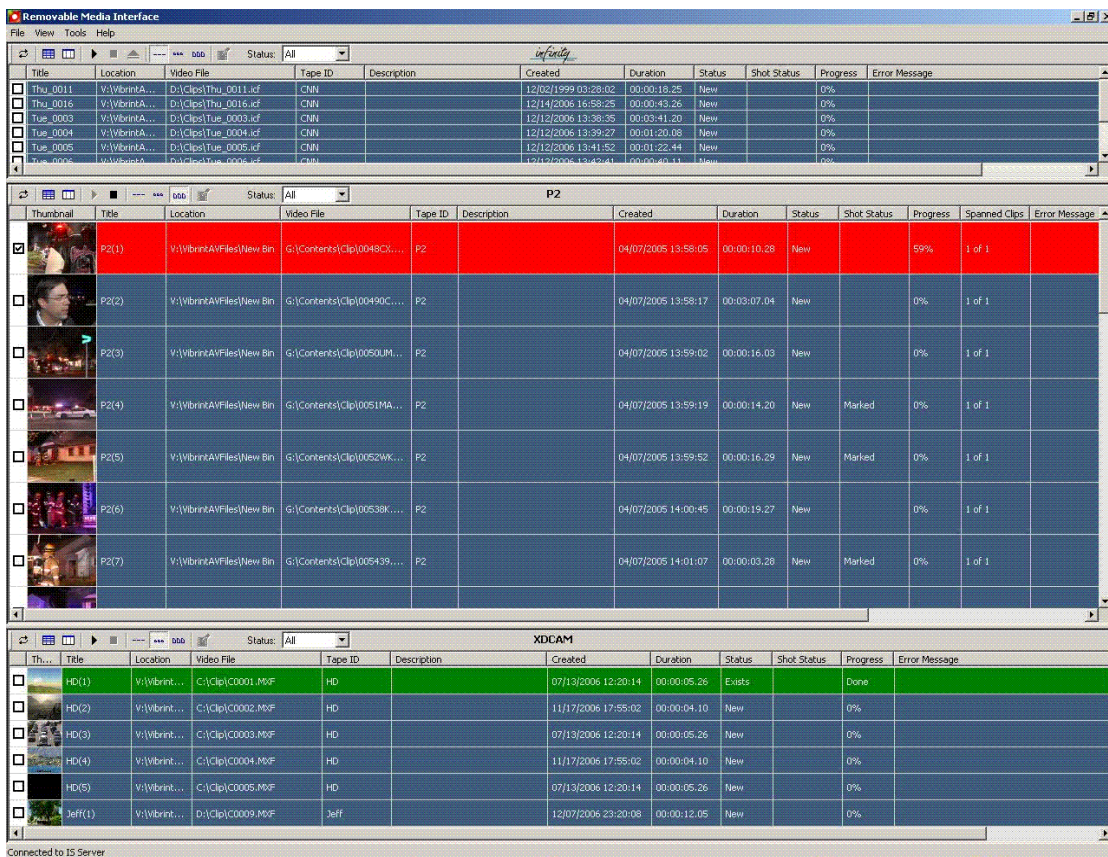 Removable Media Interface
File View Tools Help
Status: All infinity
Title Location Video File Tape ID Description Created Duration Status Shot Status Progress Error Message
Thu_0011 V:\VibrintA... D:\Clips\Thu_0011.icf CNN 12/02/1999 03:28:02 00:00:18.25 New 0%
Thu_0016 V:\VibrintA... D:\Clips\Thu_0016.icf CNN 12/14/2006 16:58:25 00:00:43.26 New 0%
Tue_0003 V:\VibrintA... D:\Clips\Tue_0003.icf CNN 12/12/2006 13:38:35 00:03:41.20 New 0%
Tue_0004 V:\VibrintA... D:\Clips\Tue_0004.icf CNN 12/12/2006 13:39:27 00:01:20.08 New 0%
Tue_0005 V:\VibrintA... D:\Clips\Tue_0005.icf CNN 12/12/2006 13:41:52 00:01:22.44 New 0%
Tue_0006 V:\VibrintA... D:\Clips\Tue_0006.icf CNN 12/12/2006 13:42:41 00:00:40.11 New 0%
Status: All P2
Thumbnail Title Location Video File Tape ID Description Created Duration Status Shot Status Progress Spanned Clips Error Message
P2(1) V:\VibrintAVFiles\New Bin G:\Contents\Clip\0048CX.... P2 04/07/2005 13:58:05 00:00:10.28 New 59% 1 of 1
P2(2) V:\VibrintAVFiles\New Bin G:\Contents\Clip\00490C.... P2 04/07/2005 13:58:17 00:03:07.04 New 0% 1 of 1
P2(3) V:\VibrintAVFiles\New Bin G:\Contents\Clip\0050UM... P2 04/07/2005 13:59:02 00:00:16.03 New 0% 1 of 1
P2(4) V:\VibrintAVFiles\New Bin G:\Contents\Clip\0051MA... P2 04/07/2005 13:59:19 00:00:14.20 New Marked 0% 1 of 1
P2(5) V:\VibrintAVFiles\New Bin G:\Contents\Clip\0052WK... P2 04/07/2005 13:59:52 00:00:16.29 New Marked 0% 1 of 1
P2(6) V:\VibrintAVFiles\New Bin G:\Contents\Clip\00538K.... P2 04/07/2005 14:00:45 00:00:19.27 New 0% 1 of 1
P2(7) V:\VibrintAVFiles\New Bin G:\Contents\Clip\005439.... P2 04/07/2005 14:01:07 00:00:03.28 New Marked 0% 1 of 1
Status: All XDCAM
Th... Title Location Video File Tape ID Description Created Duration Status Shot Status Progress Error Message
HD(1) V:\Vibrint... C:\Clip\C0001.MXF HD 07/13/2006 12:20:14 00:00:05.26 Exists Done
HD(2) V:\Vibrint... C:\Clip\C0002.MXF HD 11/17/2006 17:55:02 00:00:04.10 New 0%
HD(3) V:\Vibrint... C:\Clip\C0003.MXF HD 07/13/2006 12:20:14 00:00:05.26 New 0%
HD(4) V:\Vibrint... C:\Clip\C0004.MXF HD 11/17/2006 17:55:02 00:00:04.10 New 0%
HD(5) V:\Vibrint... C:\Clip\C0005.MXF HD 07/13/2006 12:20:14 00:00:05.26 New 0%
Jeff(1) V:\Vibrint... D:\Clip\C0009.MXF Jeff 12/07/2006 23:20:08 00:00:12.05 New 0%
Connected to IS Server